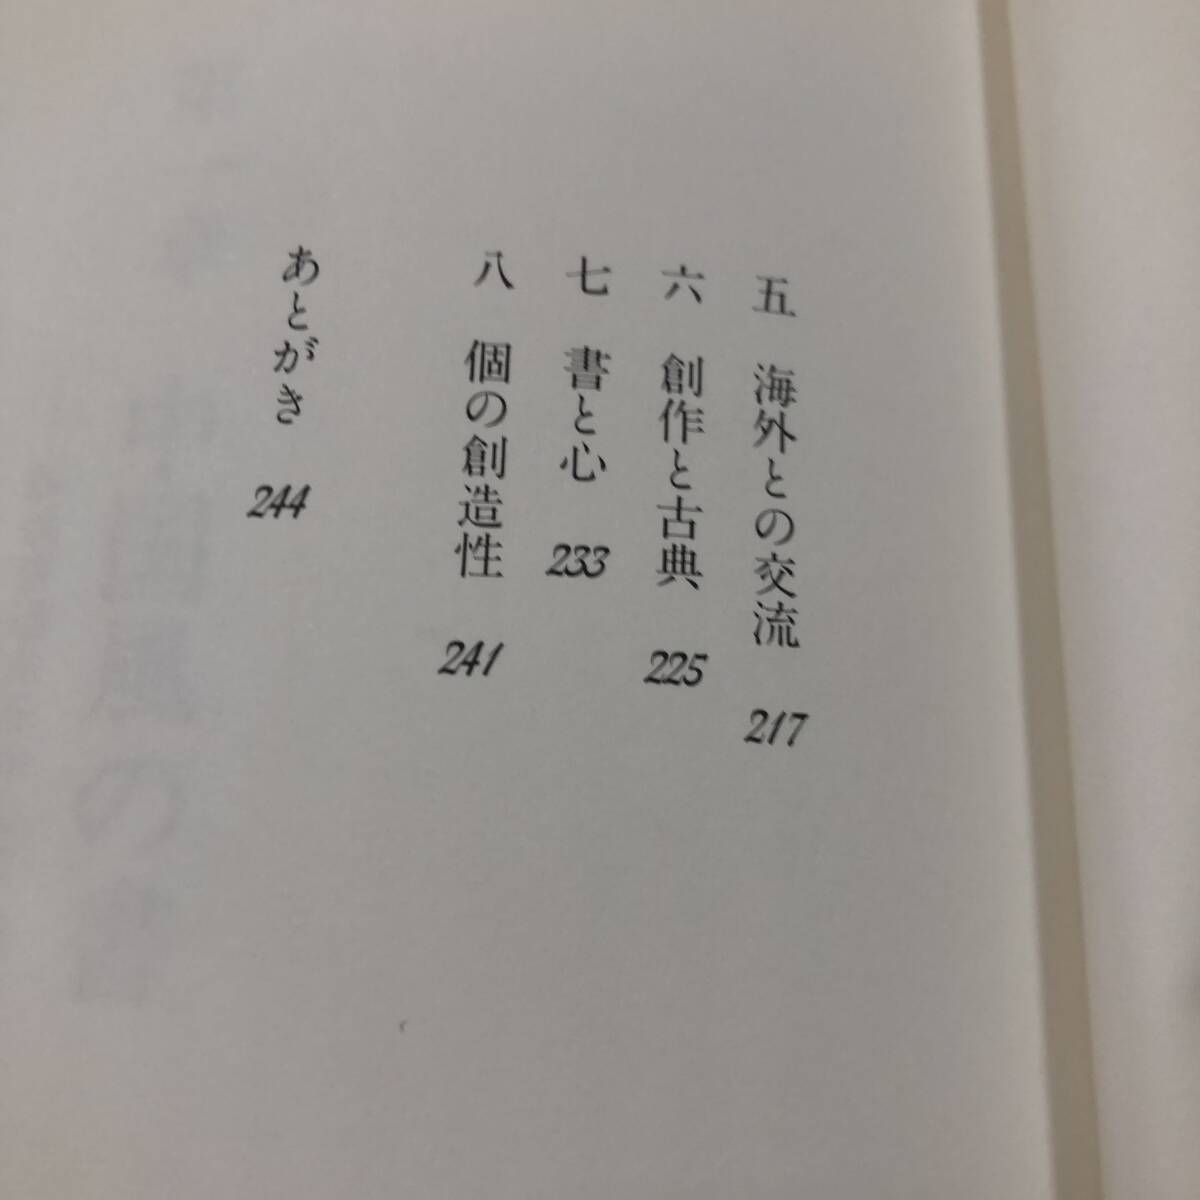 五 海外との交流 217
六 創作と古典 225
七 書と心 233
八 個の創造性 241
あとがき 244